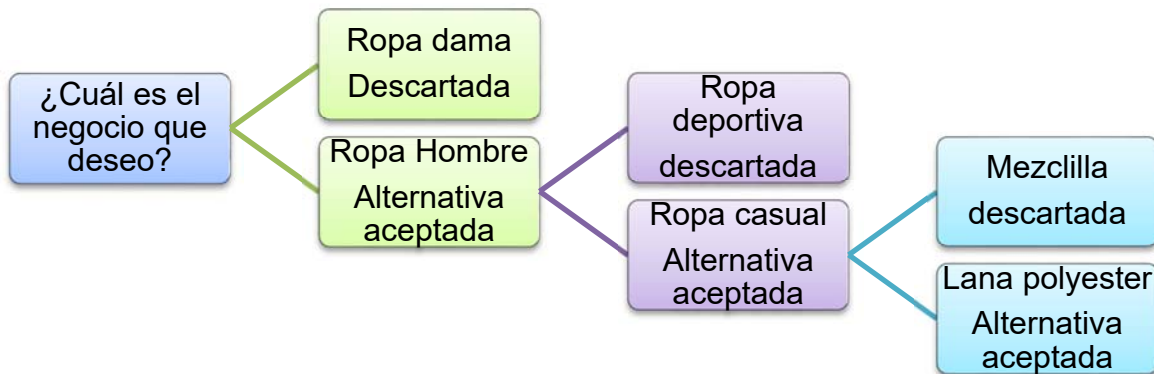 ¿Cuál es el
negocio que
deseo?
Ropa dama
Descartada
Ropa Hombre
Alternativa
aceptada
Ropa
deportiva
descartada
Ropa casual
Alternativa
aceptada
Mezclilla
descartada
Lana polyester
Alternativa
aceptada